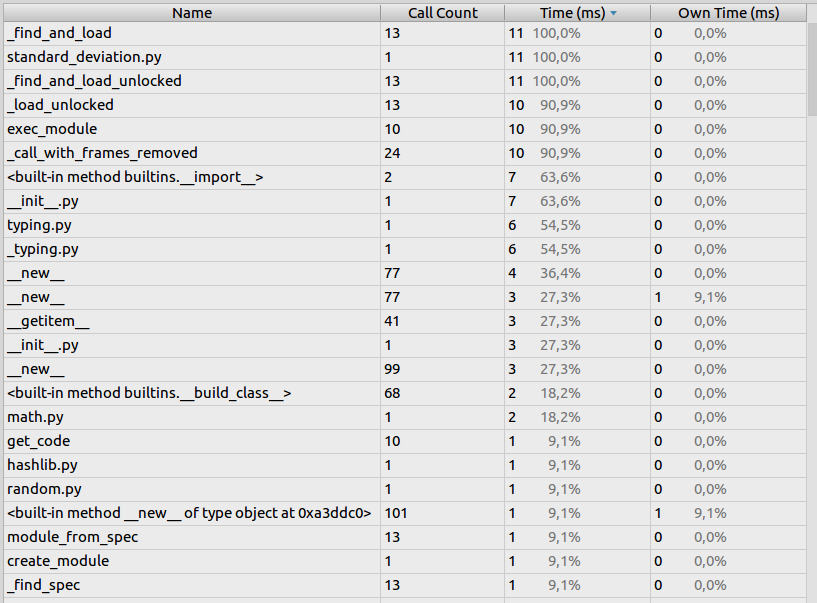 Name Call Count Time (ms) Own Time (ms)
_find_and_load 13 11 100,0% 0 0,0%
standard_deviation.py 1 11 100,0% 0 0,0%
_find_and_load_unlocked 13 11 100,0% 0 0,0%
_load_unlocked 13 10 90,9% 0 0,0%
exec_module 10 10 90,9% 0 0,0%
_call_with_frames_removed 24 10 90,9% 0 0,0%
<built-in method builtins.__import__> 2 7 63,6% 0 0,0%
__init__.py 1 7 63,6% 0 0,0%
typing.py 1 6 54,5% 0 0,0%
_typing.py 1 6 54,5% 0 0,0%
__new__ 77 4 36,4% 0 0,0%
__new__ 77 3 27,3% 1 9,1%
__getitem__ 41 3 27,3% 0 0,0%
__init__.py 1 3 27,3% 0 0,0%
__new__ 99 3 27,3% 0 0,0%
<built-in method builtins.__build_class__> 68 2 18,2% 0 0,0%
math.py 1 2 18,2% 0 0,0%
get_code 10 1 9,1% 0 0,0%
hashlib.py 1 1 9,1% 0 0,0%
random.py 1 1 9,1% 0 0,0%
<built-in method __new__ of type object at 0xa3ddc0> 101 1 9,1% 1 9,1%
module_from_spec 13 1 9,1% 0 0,0%
create_module 1 1 9,1% 0 0,0%
_find_spec 13 1 9,1% 0 0,0%